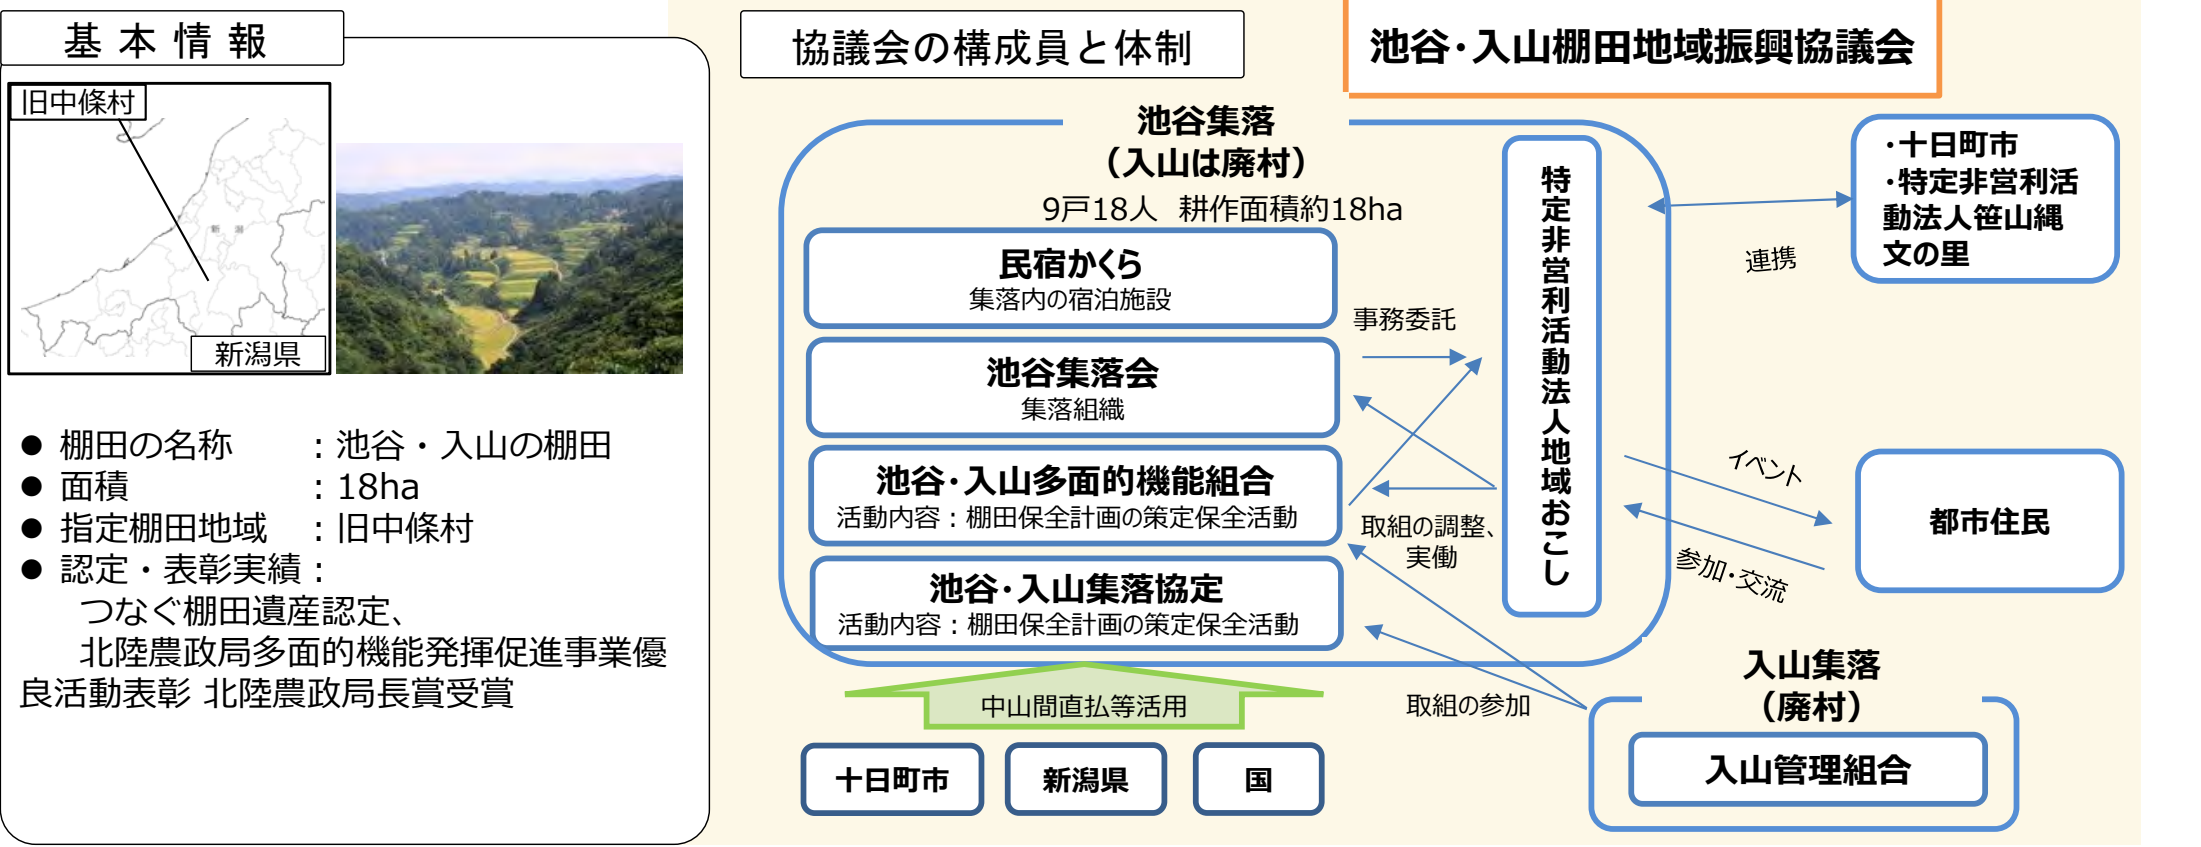 基本情報
旧中條村
新潟
新潟県
● 棚田の名称 ：池谷・入山の棚田
● 面積 ：18ha
● 指定棚田地域 ：旧中條村
● 認定・表彰実績：
つなぐ棚田遺産認定、
北陸農政局多面的機能発揮促進事業優
良活動表彰 北陸農政局長賞受賞
協議会の構成員と体制
池谷・入山棚田地域振興協議会
池谷集落
（入山は廃村）
9戸18人 耕作面積約18ha
民宿かくら
集落内の宿泊施設
池谷集落会
集落組織
池谷・入山多面的機能組合
活動内容：棚田保全計画の策定保全活動
池谷・入山集落協定
活動内容：棚田保全計画の策定保全活動
事務委託
取組の調整、
実働
特定非営利活動法人地域おこし
・十日町市
・特定非営利活
動法人笹山縄
文の里
連携
イベント
参加・交流
都市住民
中山間直払等活用
十日町市
新潟県
国
取組の参加
入山集落
（廃村）
入山管理組合